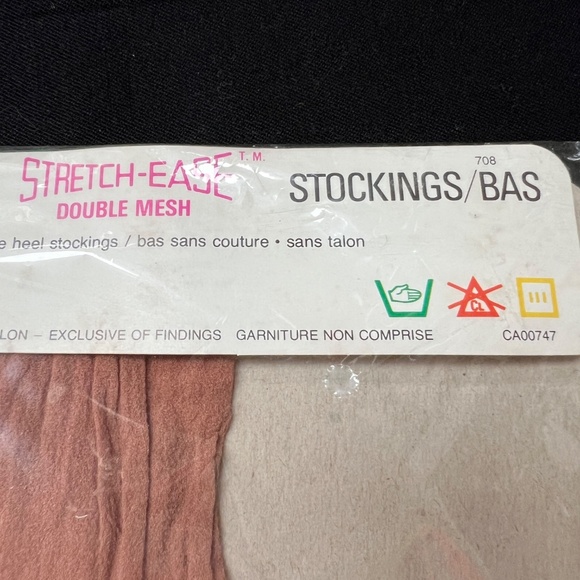 708
STRETCH-EASE T.M. STOCKINGS/BAS
DOUBLE MESH
heel stockings / bas sans couture • sans talon
CL
– EXCLUSIVE OF FINDINGS GARNITURE NON COMPRISE CA00747